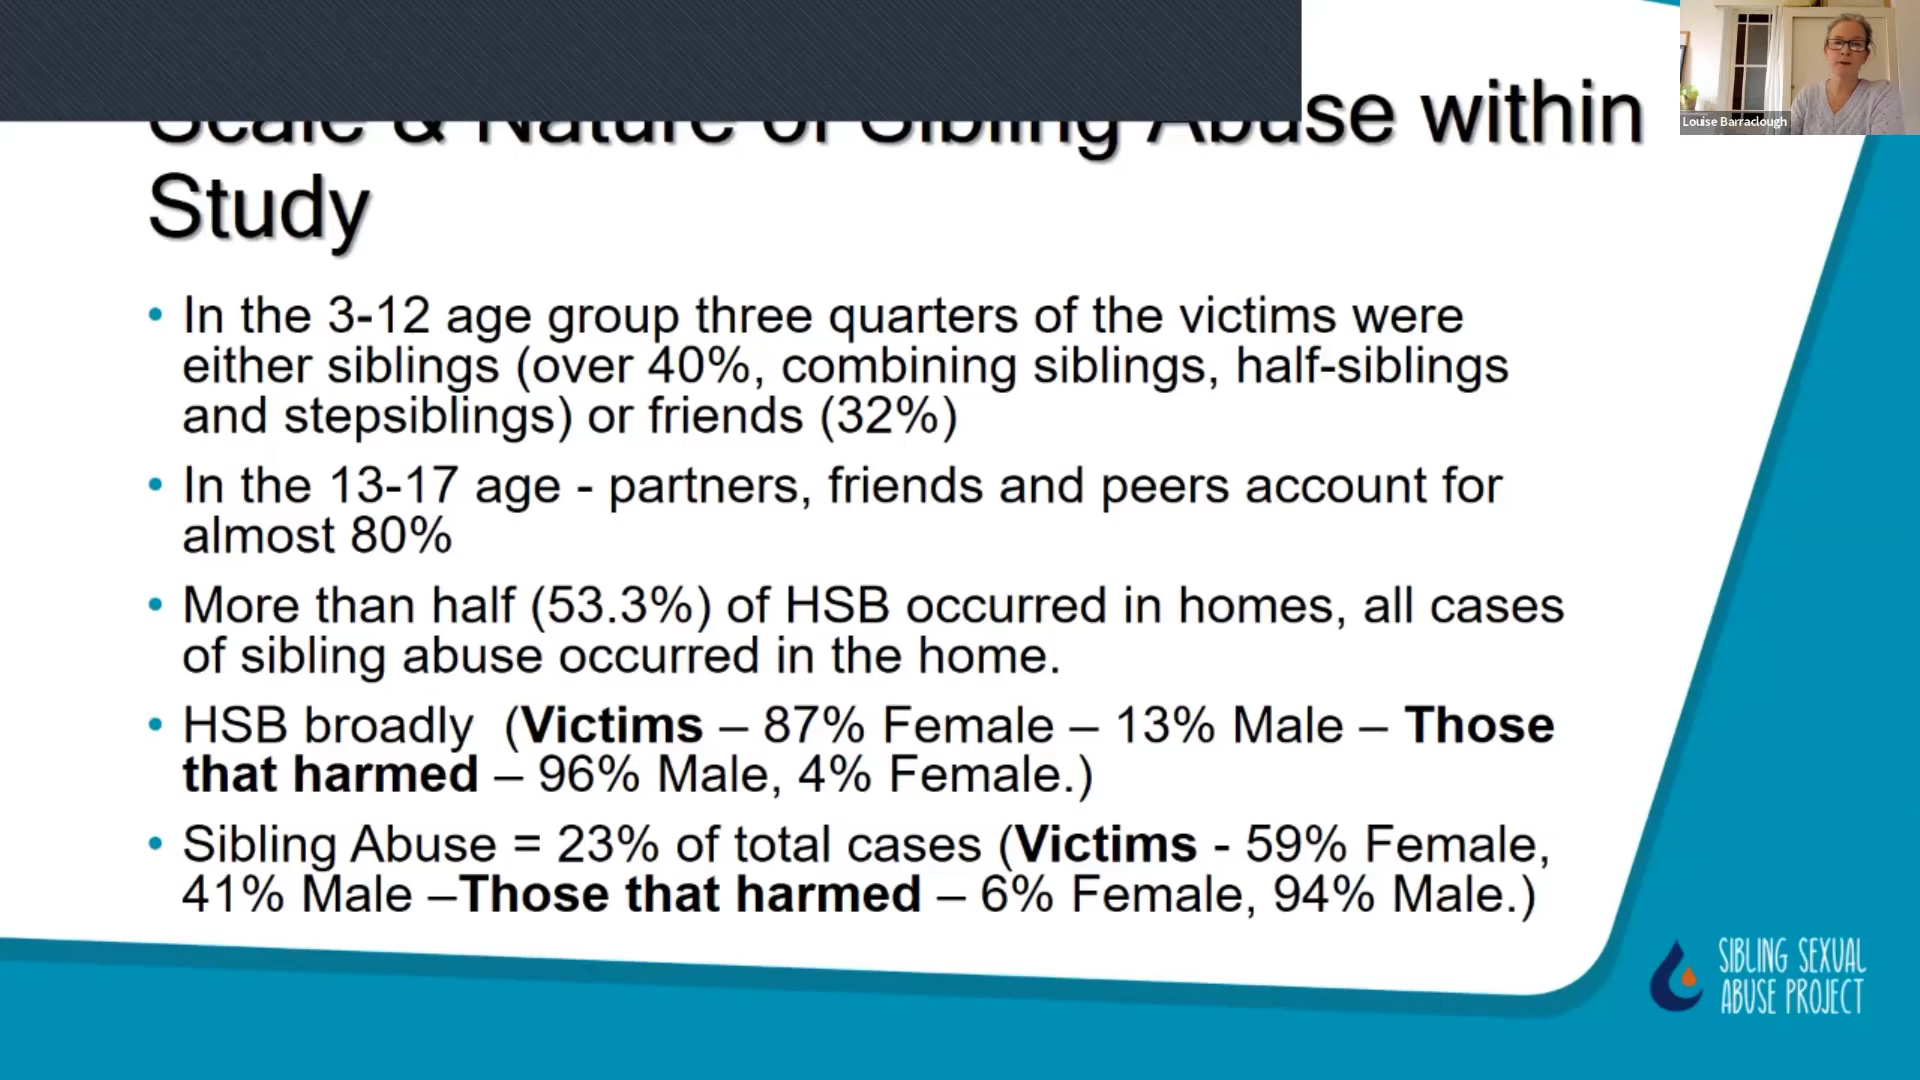 Scale & Nature of Sibling Abuse within
Study
• In the 3-12 age group three quarters of the victims were
either siblings (over 40%, combining siblings, half-siblings
and stepsiblings) or friends (32%)
• In the 13-17 age - partners, friends and peers account for
almost 80%
• More than half (53.3%) of HSB occurred in homes, all cases
of sibling abuse occurred in the home.
• HSB broadly (Victims – 87% Female – 13% Male – Those
that harmed – 96% Male, 4% Female.)
• Sibling Abuse = 23% of total cases (Victims - 59% Female,
41% Male –Those that harmed – 6% Female, 94% Male.)
Louise Barraclough
SIBLING SEXUAL
ABUSE PROJECT